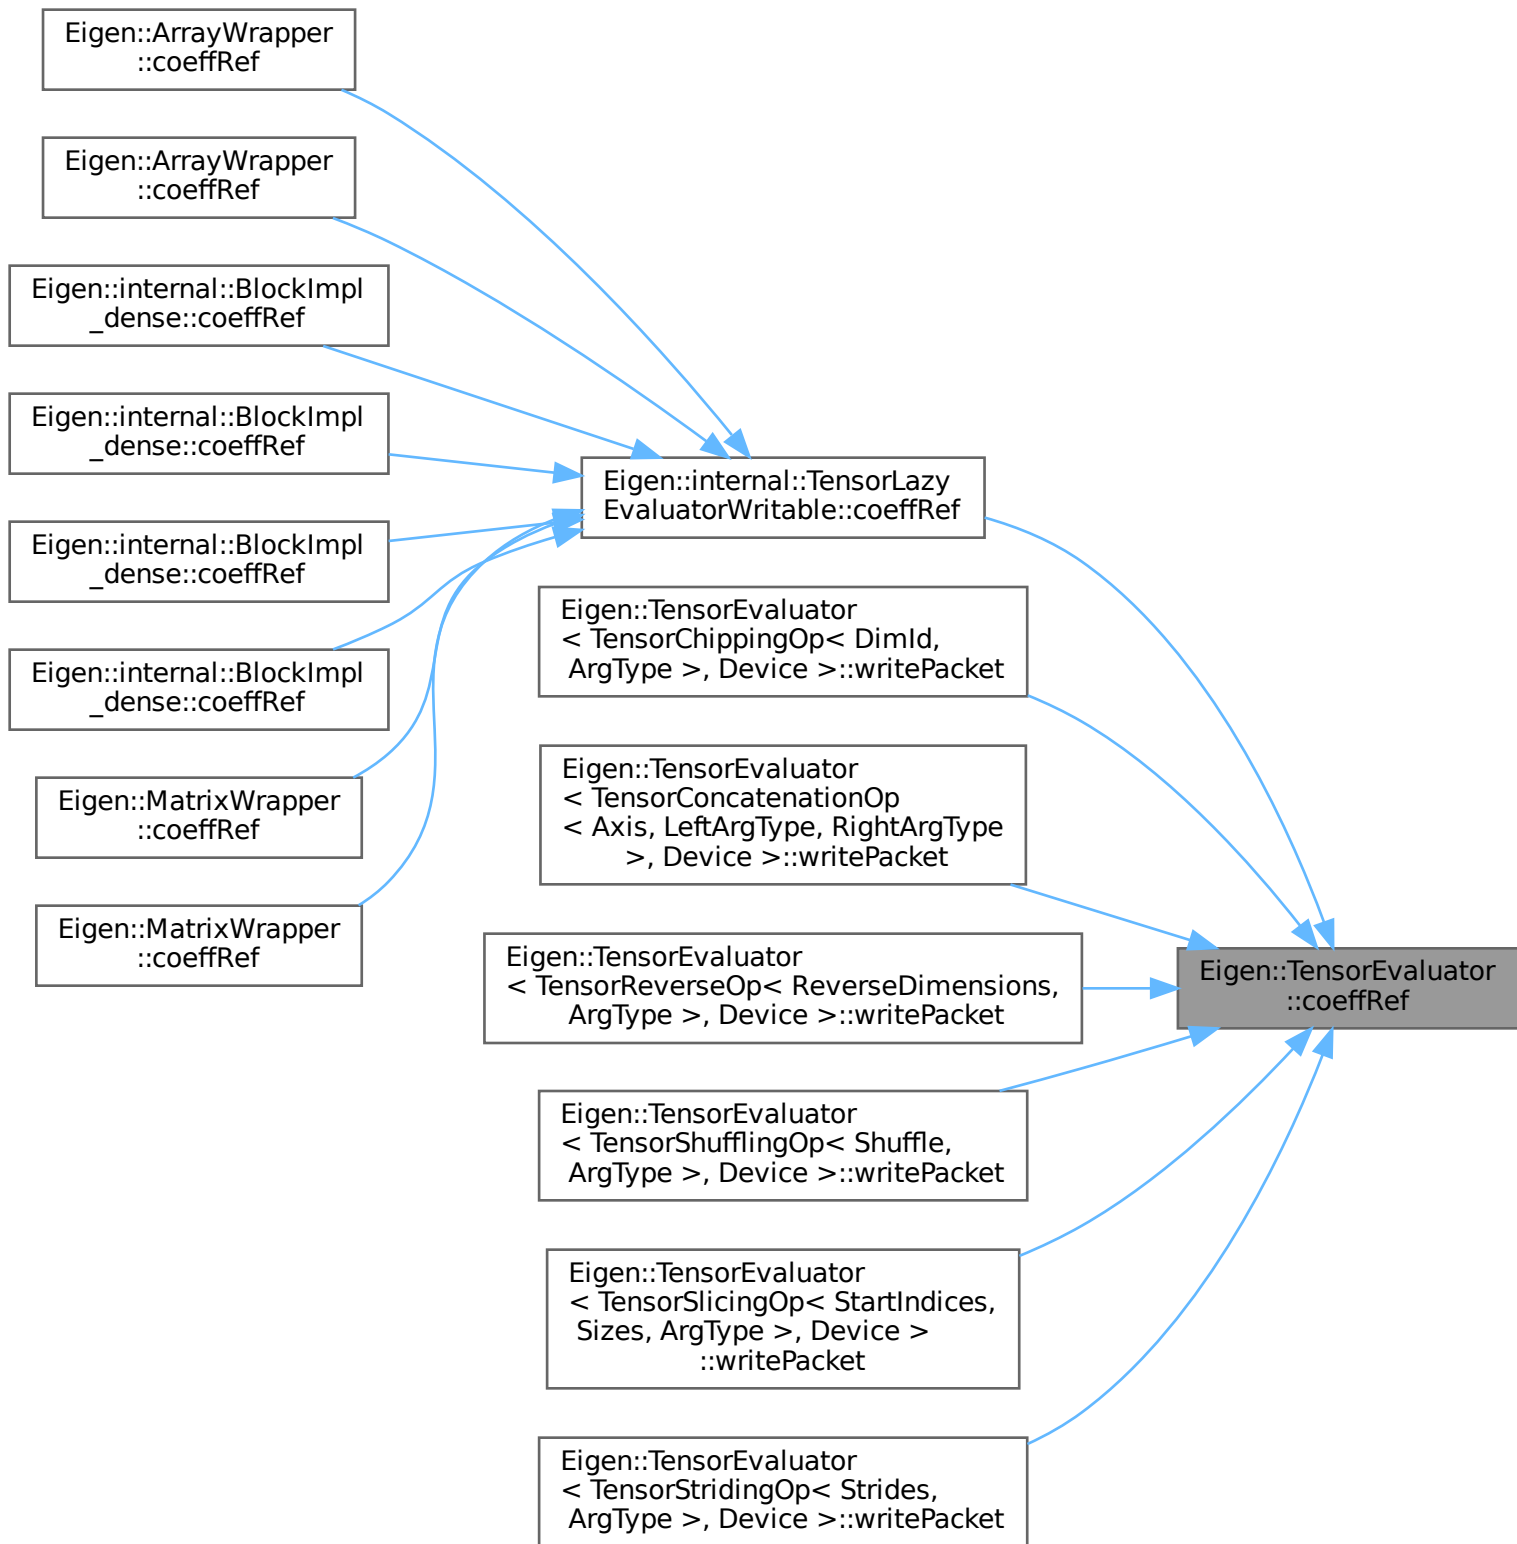 Eigen::ArrayWrapper
::coeffRef
Eigen::ArrayWrapper
::coeffRef
Eigen::internal::BlockImpl
_dense::coeffRef
Eigen::internal::BlockImpl
_dense::coeffRef
Eigen::internal::BlockImpl
_dense::coeffRef
Eigen::internal::BlockImpl
_dense::coeffRef
Eigen::MatrixWrapper
::coeffRef
Eigen::MatrixWrapper
::coeffRef
Eigen::internal::TensorLazy
EvaluatorWritable::coeffRef
Eigen::TensorEvaluator
< TensorChippingOp< DimId,
ArgType >, Device >::writePacket
Eigen::TensorEvaluator
< TensorConcatenationOp
< Axis, LeftArgType, RightArgType
>, Device >::writePacket
Eigen::TensorEvaluator
< TensorReverseOp< ReverseDimensions,
ArgType >, Device >::writePacket
Eigen::TensorEvaluator
< TensorShufflingOp< Shuffle,
ArgType >, Device >::writePacket
Eigen::TensorEvaluator
< TensorSlicingOp< StartIndices,
Sizes, ArgType >, Device >
::writePacket
Eigen::TensorEvaluator
< TensorStridingOp< Strides,
ArgType >, Device >::writePacket
Eigen::TensorEvaluator
::coeffRef